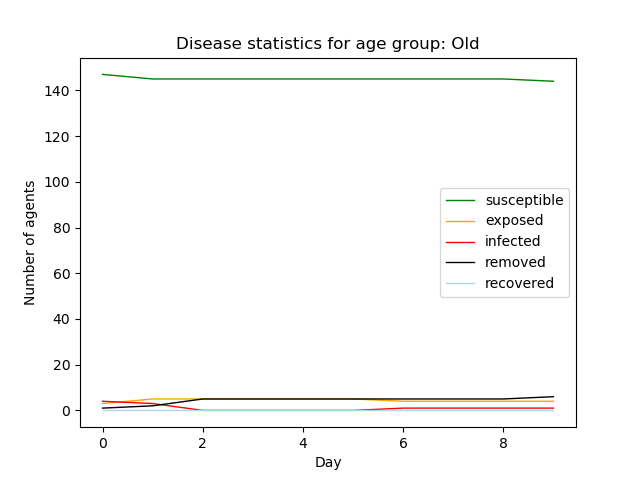 Disease statistics for age group: Old
Number of agents
140
120
100
80
60
40
20
0
susceptible
exposed
infected
removed
recovered
0 2 4 6 8
Day